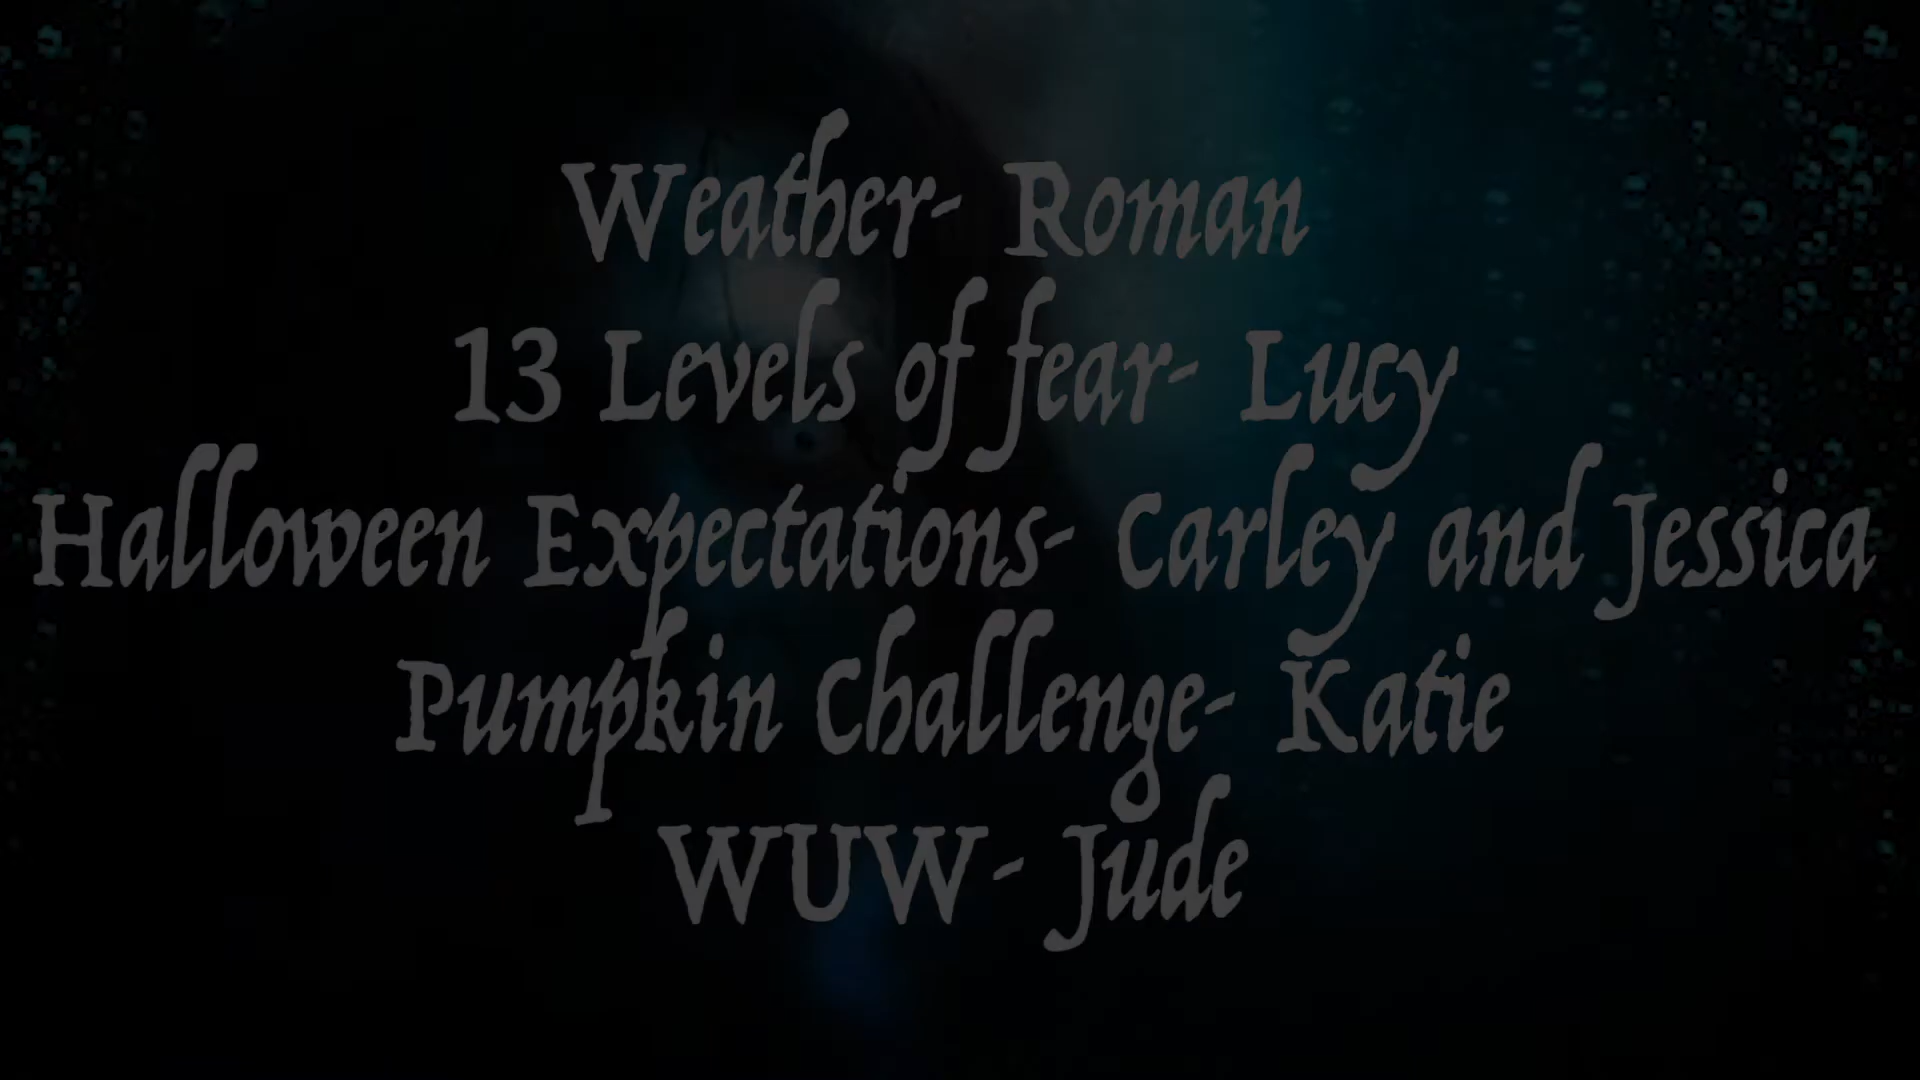 Weather- Roman
13 Levels of fear- Lucy
Halloween Expectations- Carley and Jessica
Pumpkin Challenge- Katie
WUW- Jude